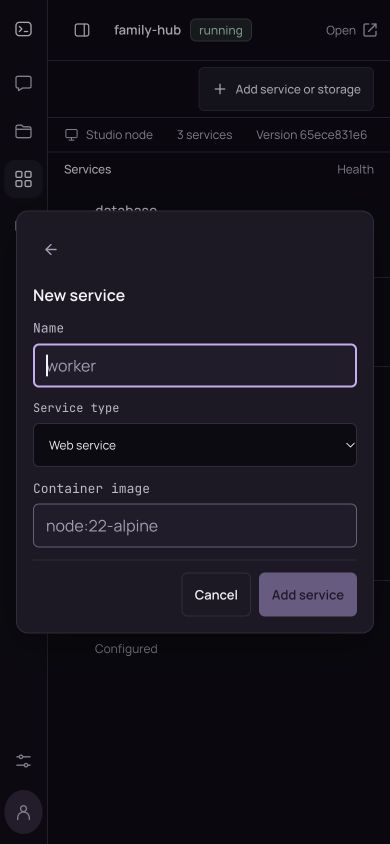 family-hub running Open
Add service or storage
Studio node 3 services Version 65ece831e6
Services Health
database
New service
Name
worker
Service type
Web service
Container image
node:22-alpine
Cancel Add service
Configured